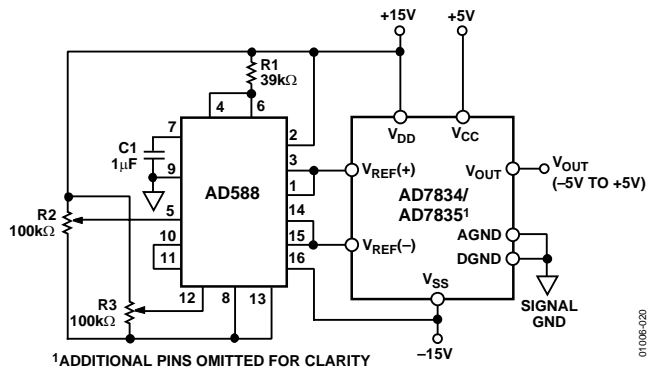 +15V +5V
R1
39kΩ
4 6
7
C1
1μF
9
2
3
1
VDD VCC
VREF(+)
VOUT
VOUT
(–5V TO +5V)
AD588
AD7834/
AD7835¹
R2
100kΩ
5
14
15
16
VREF(–)
AGND
DGND
10
11
VSS
R3
100kΩ
12 8 13
SIGNAL
GND
–15V
¹ADDITIONAL PINS OMITTED FOR CLARITY
01006-020